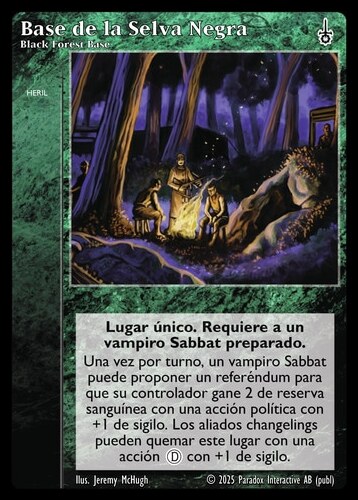 Base de la Selva Negra
Black Forest Base
HERIL
Lugar único. Requiere a un
vampiro Sabbat preparado.
Una vez por turno, un vampiro Sabbat
puede proponer un referéndum para
que su controlador gane 2 de reserva
sanguínea con una acción política con
+1 de sigilo. Los aliados changelings
pueden quemar este lugar con una
acción Ⓓ con +1 de sigilo.
Illus. Jeremy McHugh © 2025 Paradox Interactive AB (publ)